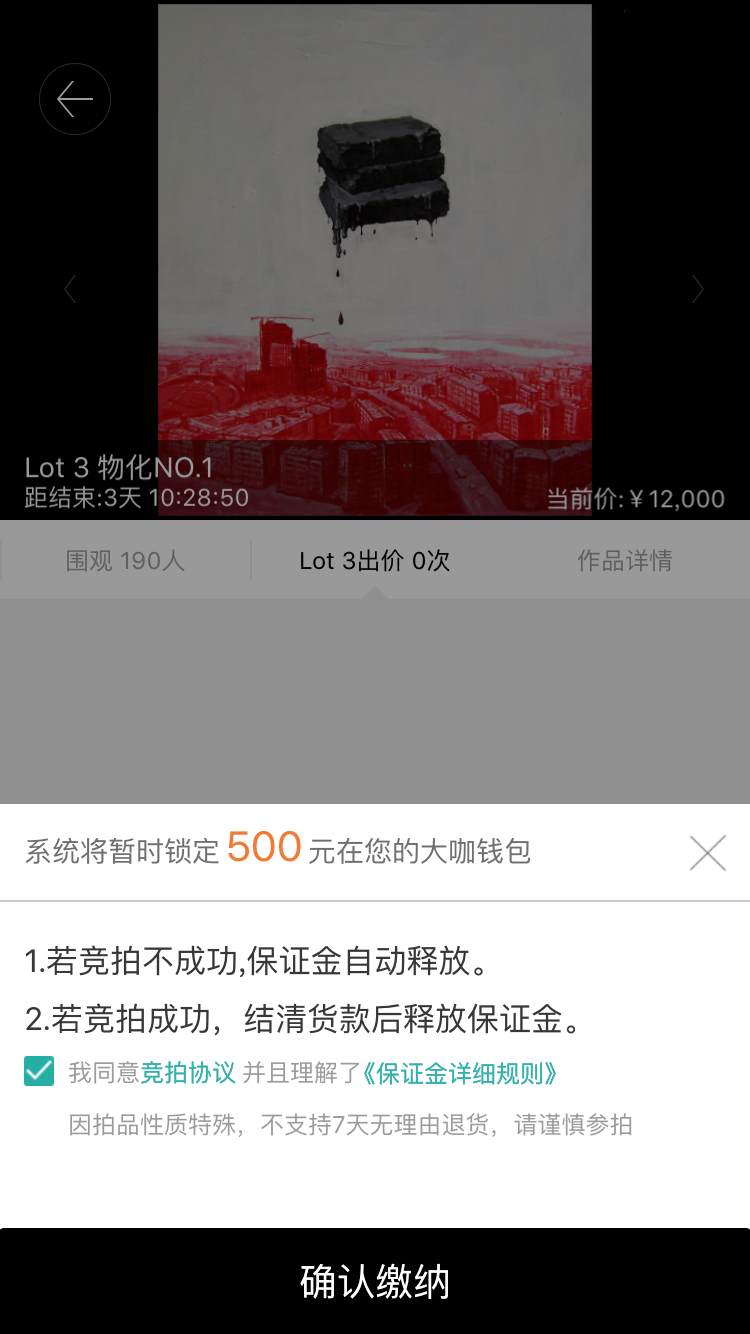 Lot 3 物化NO.1
距结束:3天 10:28:50
当前价:￥12,000
围观 190人
Lot 3出价 0次
作品详情
系统将暂时锁定 500 元在您的大咖钱包
1.若竞拍不成功,保证金自动释放。
2.若竞拍成功，结清货款后释放保证金。
我同意竞拍协议 并且理解了《保证金详细规则》
因拍品性质特殊，不支持7天无理由退货，请谨慎参拍
确认缴纳